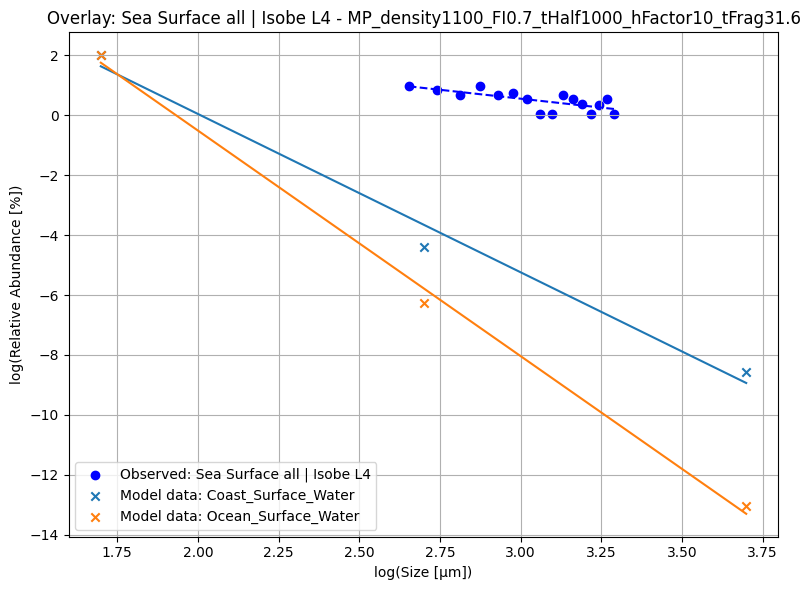 Overlay: Sea Surface all | Isobe L4 - MP_density1100_FI0.7_tHalf1000_hFactor10_tFrag31.6
log(Relative Abundance [%])
2
0
−2
−4
−6
−8
−10
−12
−14
Observed: Sea Surface all | Isobe L4
Model data: Coast_Surface_Water
Model data: Ocean_Surface_Water
1.75 2.00 2.25 2.50 2.75 3.00 3.25 3.50 3.75
log(Size [μm])